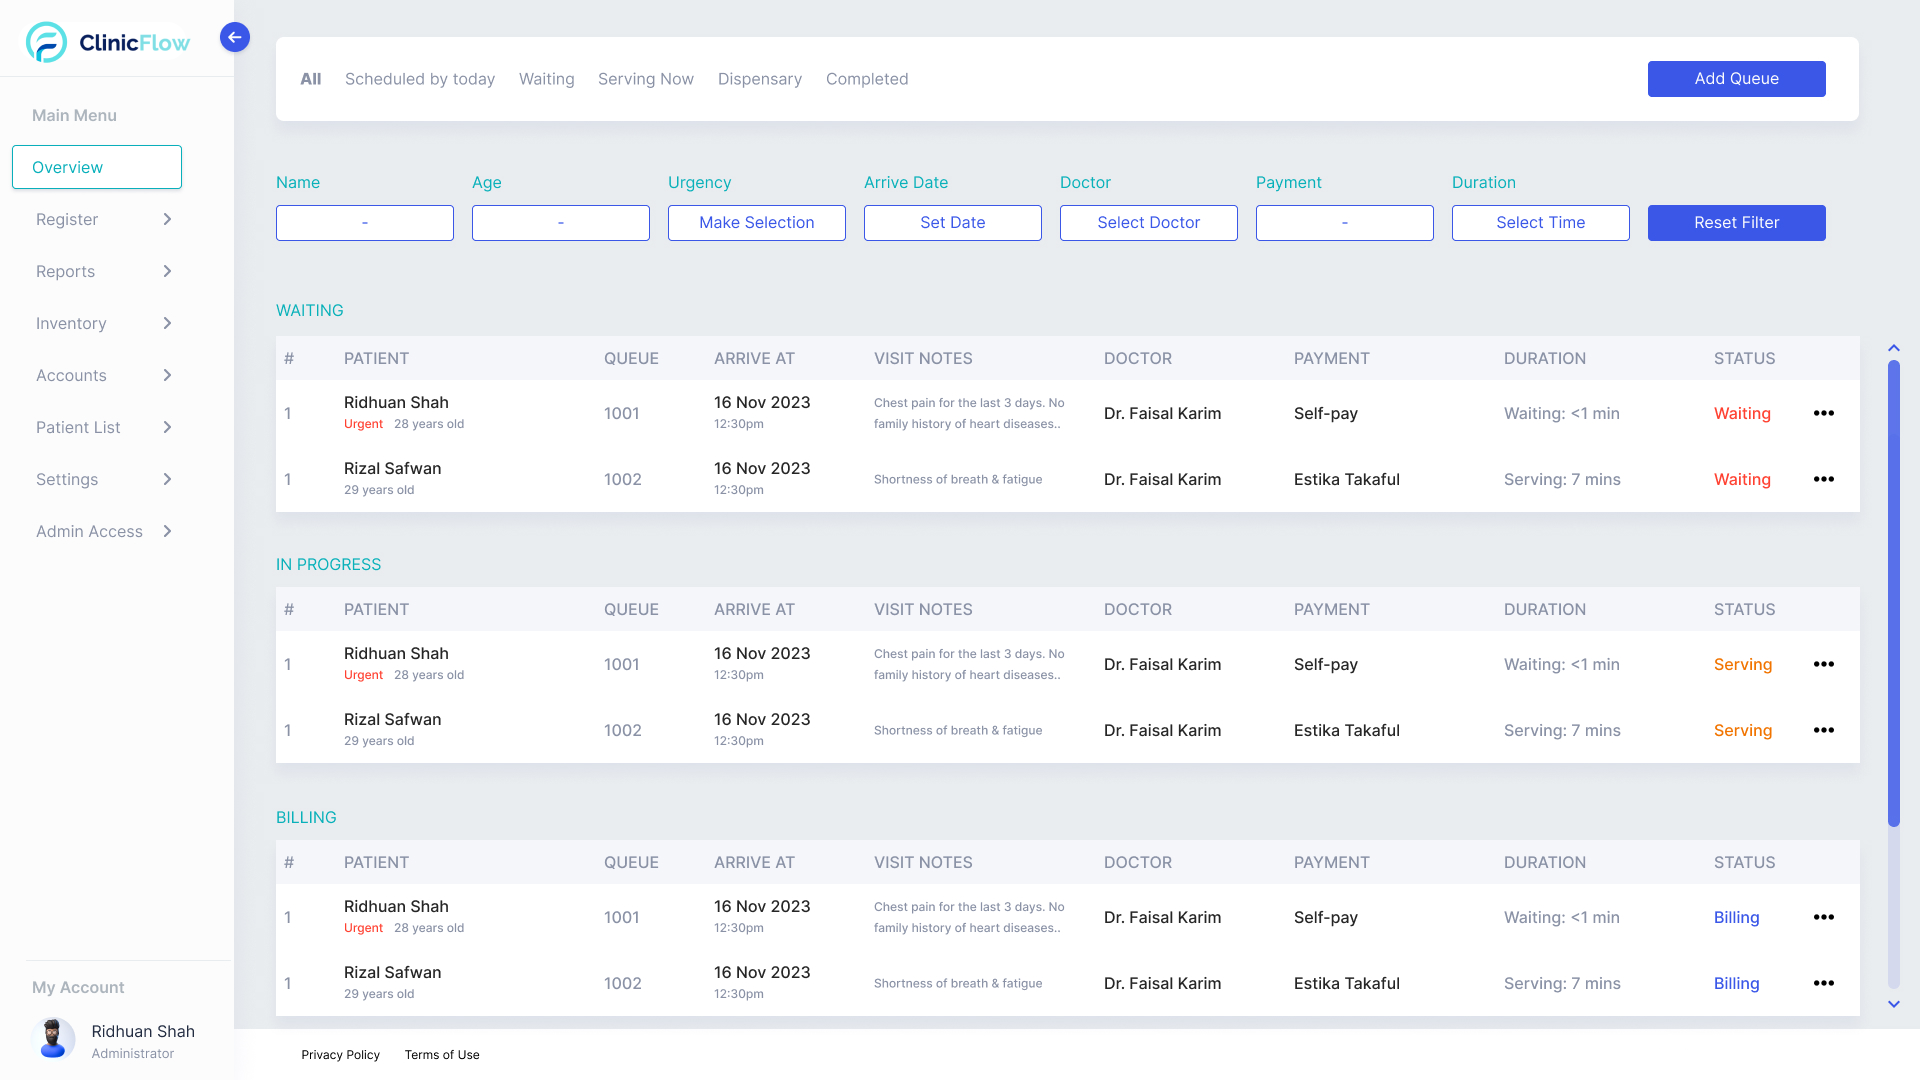 ClinicFlow
Main Menu
Overview
Register
Reports
Inventory
Accounts
Patient List
Settings
Admin Access
My Account
Ridhuan Shah
Administrator
All Scheduled by today Waiting Serving Now Dispensary Completed Add Queue
Name Age Urgency Arrive Date Doctor Payment Duration
- - Make Selection Set Date Select Doctor - Select Time Reset Filter
WAITING
# PATIENT QUEUE ARRIVE AT VISIT NOTES DOCTOR PAYMENT DURATION STATUS
1 Ridhuan Shah 1001 16 Nov 2023 Chest pain for the last 3 days. No Dr. Faisal Karim Self-pay Waiting: <1 min Waiting
Urgent 28 years old 12:30pm family history of heart diseases..
1 Rizal Safwan 1002 16 Nov 2023 Shortness of breath & fatigue Dr. Faisal Karim Estika Takaful Serving: 7 mins Waiting
29 years old 12:30pm
IN PROGRESS
# PATIENT QUEUE ARRIVE AT VISIT NOTES DOCTOR PAYMENT DURATION STATUS
1 Ridhuan Shah 1001 16 Nov 2023 Chest pain for the last 3 days. No Dr. Faisal Karim Self-pay Waiting: <1 min Serving
Urgent 28 years old 12:30pm family history of heart diseases..
1 Rizal Safwan 1002 16 Nov 2023 Shortness of breath & fatigue Dr. Faisal Karim Estika Takaful Serving: 7 mins Serving
29 years old 12:30pm
BILLING
# PATIENT QUEUE ARRIVE AT VISIT NOTES DOCTOR PAYMENT DURATION STATUS
1 Ridhuan Shah 1001 16 Nov 2023 Chest pain for the last 3 days. No Dr. Faisal Karim Self-pay Waiting: <1 min Billing
Urgent 28 years old 12:30pm family history of heart diseases..
1 Rizal Safwan 1002 16 Nov 2023 Shortness of breath & fatigue Dr. Faisal Karim Estika Takaful Serving: 7 mins Billing
29 years old 12:30pm
Privacy Policy Terms of Use